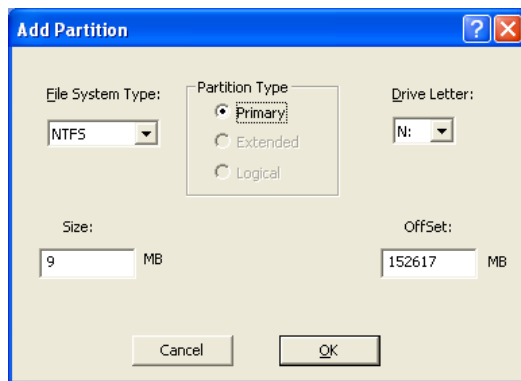 Add Partition
File System Type:
Partition Type
Drive Letter:
NTFS
Primary
N:
Extended
Logical
Size:
OffSet:
9 MB
152617 MB
Cancel
OK